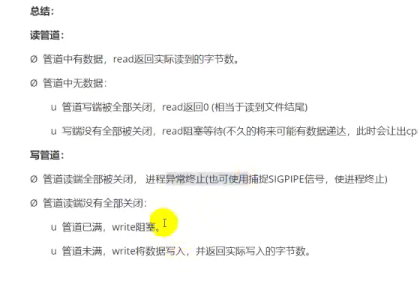 总结：
读管道：
Ø 管道中有数据，read返回实际读到的字节数。
Ø 管道中无数据：
u 管道写端被全部关闭，read返回0 (相当于读到文件结尾)
u 写端没有全部被关闭，read阻塞等待(不久的将来可能有数据递达，此时会让出cp
写管道：
Ø 管道读端全部被关闭， 进程异常终止(也可使用捕捉SIGPIPE信号，使进程终止)
Ø 管道读端没有全部关闭：
u 管道已满，write阻塞。
u 管道未满，write将数据写入，并返回实际写入的字节数。